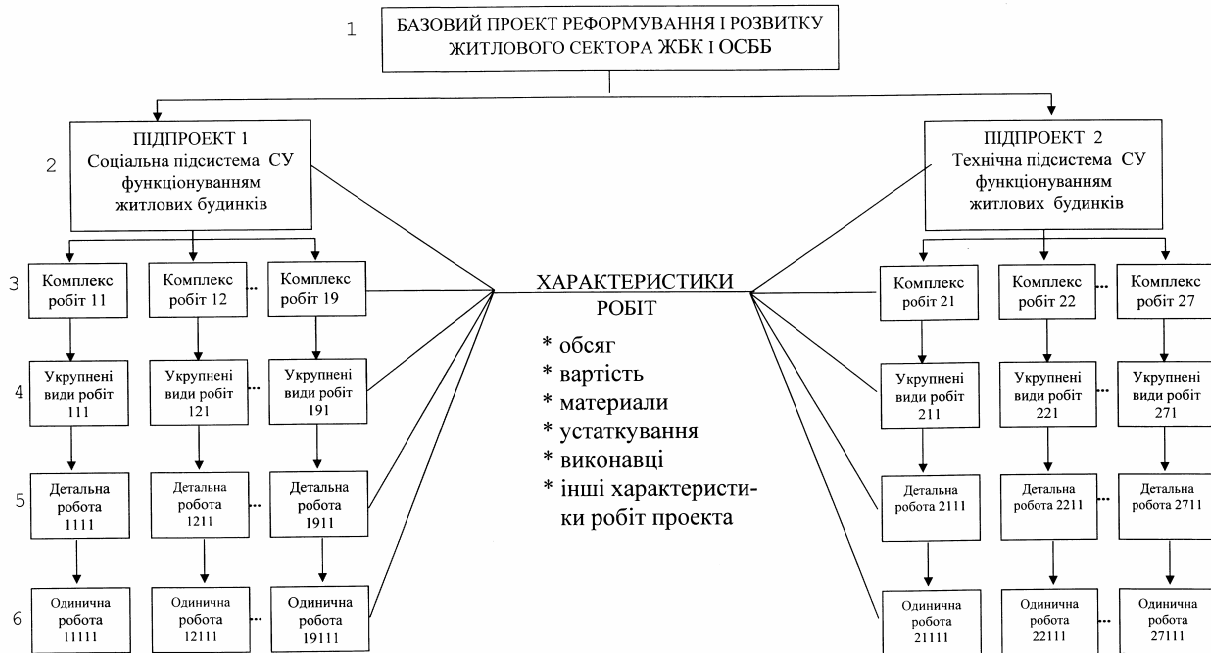 1
БАЗОВИЙ ПРОЕКТ РЕФОРМУВАННЯ І РОЗВИТКУ
ЖИТЛОВОГО СЕКТОРА ЖБК І ОСББ
2
ПІДПРОЕКТ 1
Соціальна підсистема СУ
функціонуванням
житлових будинків
ПІДПРОЕКТ 2
Технічна підсистема СУ
функціонуванням
житлових будинків
3
Комплекс
робіт 11
Комплекс
робіт 12
...
Комплекс
робіт 19
ХАРАКТЕРИСТИКИ
РОБІТ
* обсяг
* вартість
* материали
* устаткування
* виконавці
* інші характеристи-
ки робіт проекта
Комплекс
робіт 21
Комплекс
робіт 22
...
Комплекс
робіт 27
4
Укрупнені
види робіт
111
Укрупнені
види робіт
121
...
Укрупнені
види робіт
191
Укрупнені
види робіт
211
Укрупнені
види робіт
221
...
Укрупнені
види робіт
271
5
Детальна
робота
1111
Детальна
робота
1211
...
Детальна
робота
1911
Детальна
робота 2111
Детальна
робота 2211
...
Детальна
робота 2711
6
Одинична
робота
11111
Одинична
робота
12111
...
Одинична
робота
19111
Одинична
робота
21111
Одинична
робота
22111
...
Одинична
робота
27111